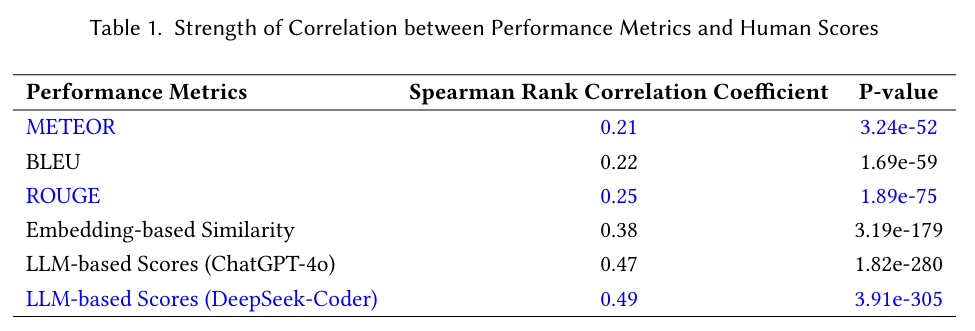 Table 1. Strength of Correlation between Performance Metrics and Human Scores
Performance Metrics Spearman Rank Correlation Coefficient P-value
METEOR 0.21 3.24e-52
BLEU 0.22 1.69e-59
ROUGE 0.25 1.89e-75
Embedding-based Similarity 0.38 3.19e-179
LLM-based Scores (ChatGPT-4o) 0.47 1.82e-280
LLM-based Scores (DeepSeek-Coder) 0.49 3.91e-305